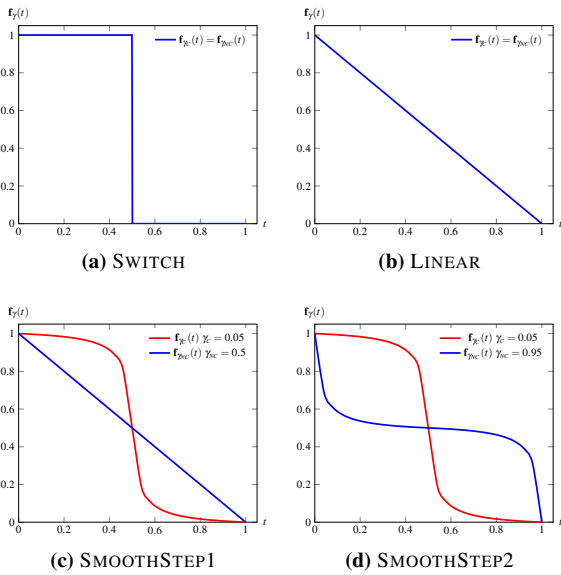 f_γ(t)
1
0.8
0.6
0.4
0.2
0
0 0.2 0.4 0.6 0.8 1 t
f_γC(t) = f_γNC(t)
(a) SWITCH
f_γ(t)
1
0.8
0.6
0.4
0.2
0
0 0.2 0.4 0.6 0.8 1 t
f_γC(t) = f_γNC(t)
(b) LINEAR
f_γ(t)
1
0.8
0.6
0.4
0.2
0
0 0.2 0.4 0.6 0.8 1 t
f_γC(t) γ_C = 0.05
f_γNC(t) γ_NC = 0.5
(c) SMOOTHSTEP1
f_γ(t)
1
0.8
0.6
0.4
0.2
0
0 0.2 0.4 0.6 0.8 1 t
f_γC(t) γ_C = 0.05
f_γNC(t) γ_NC = 0.95
(d) SMOOTHSTEP2